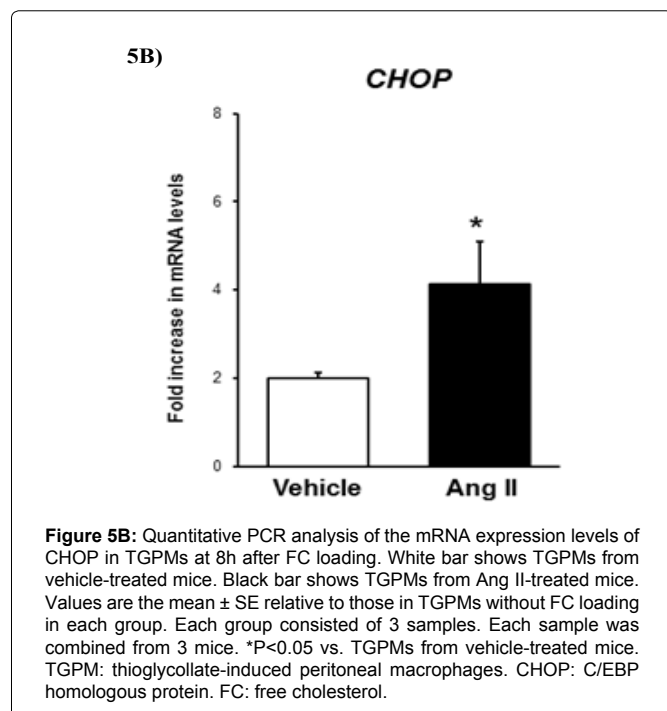 5B)
CHOP
Fold increase in mRNA levels
8
6
4
2
0
*
Vehicle
Ang II
Figure 5B: Quantitative PCR analysis of the mRNA expression levels of
CHOP in TGPMs at 8h after FC loading. White bar shows TGPMs from
vehicle-treated mice. Black bar shows TGPMs from Ang II-treated mice.
Values are the mean ± SE relative to those in TGPMs without FC loading
in each group. Each group consisted of 3 samples. Each sample was
combined from 3 mice. *P<0.05 vs. TGPMs from vehicle-treated mice.
TGPM: thioglycollate-induced peritoneal macrophages. CHOP: C/EBP
homologous protein. FC: free cholesterol.